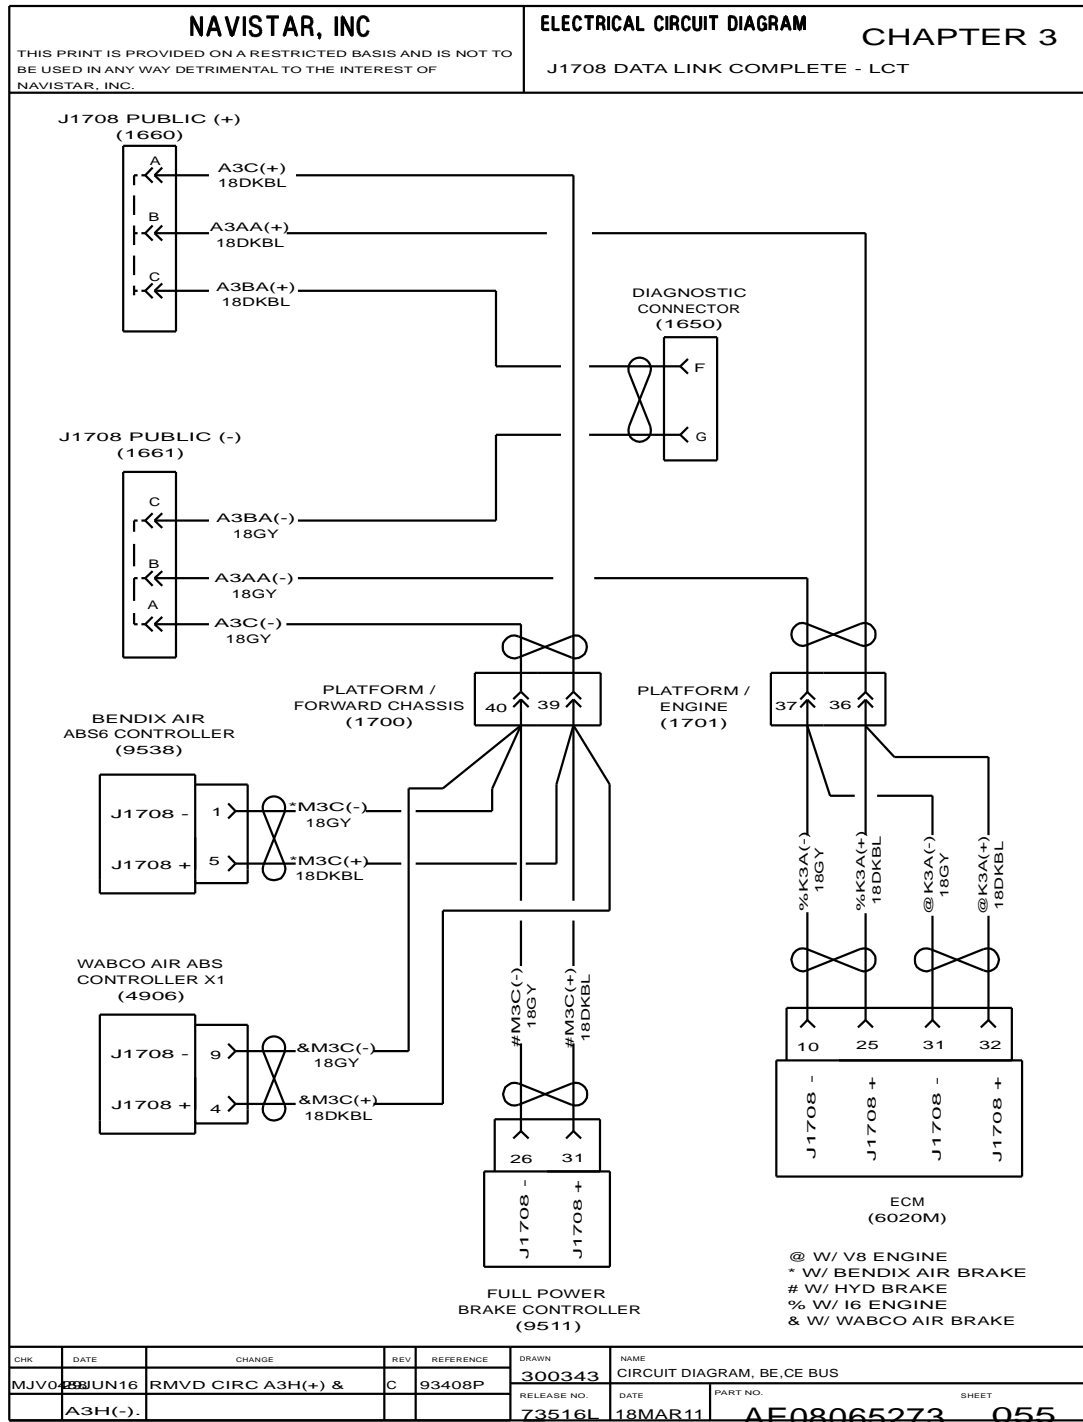 NAVISTAR, INC
THIS PRINT IS PROVIDED ON A RESTRICTED BASIS AND IS NOT TO
BE USED IN ANY WAY DETRIMENTAL TO THE INTEREST OF
NAVISTAR, INC.
ELECTRICAL CIRCUIT DIAGRAM
CHAPTER 3
J1708 DATA LINK COMPLETE - LCT
J1708 PUBLIC (+)
(1660)
A
A3C(+)
18DKBL
B
A3AA(+)
18DKBL
C
A3BA(+)
18DKBL
DIAGNOSTIC
CONNECTOR
(1650)
F
G
J1708 PUBLIC (-)
(1661)
C
A3BA(-)
18GY
B
A3AA(-)
18GY
A
A3C(-)
18GY
PLATFORM /
FORWARD CHASSIS
(1700)
40
39
PLATFORM /
ENGINE
(1701)
37
36
BENDIX AIR
ABS6 CONTROLLER
(9538)
J1708 -
1
*M3C(-)
18GY
J1708 +
5
*M3C(+)
18DKBL
%K3A(-)
18GY
%K3A(+)
18DKBL
@K3A(-)
18GY
@K3A(+)
18DKBL
WABCO AIR ABS
CONTROLLER X1
(4906)
J1708 -
9
&M3C(-)
18GY
J1708 +
4
&M3C(+)
18DKBL
#M3C(-)
18GY
#M3C(+)
18DKBL
10
25
31
32
J1708 -
J1708 +
J1708 -
J1708 +
ECM
(6020M)
26
31
J1708 -
J1708 +
FULL POWER
BRAKE CONTROLLER
(9511)
@ W/ V8 ENGINE
* W/ BENDIX AIR BRAKE
# W/ HYD BRAKE
% W/ I6 ENGINE
& W/ WABCO AIR BRAKE
CHK DATE CHANGE REV REFERENCE
RMVD CIRC A3H(+) & C 93408P
A3H(-).
DRAWN
300343
NAME
CIRCUIT DIAGRAM, BE,CE BUS
RELEASE NO.
73516L
DATE
18MAR11
PART NO.
AE08065273
SHEET
055